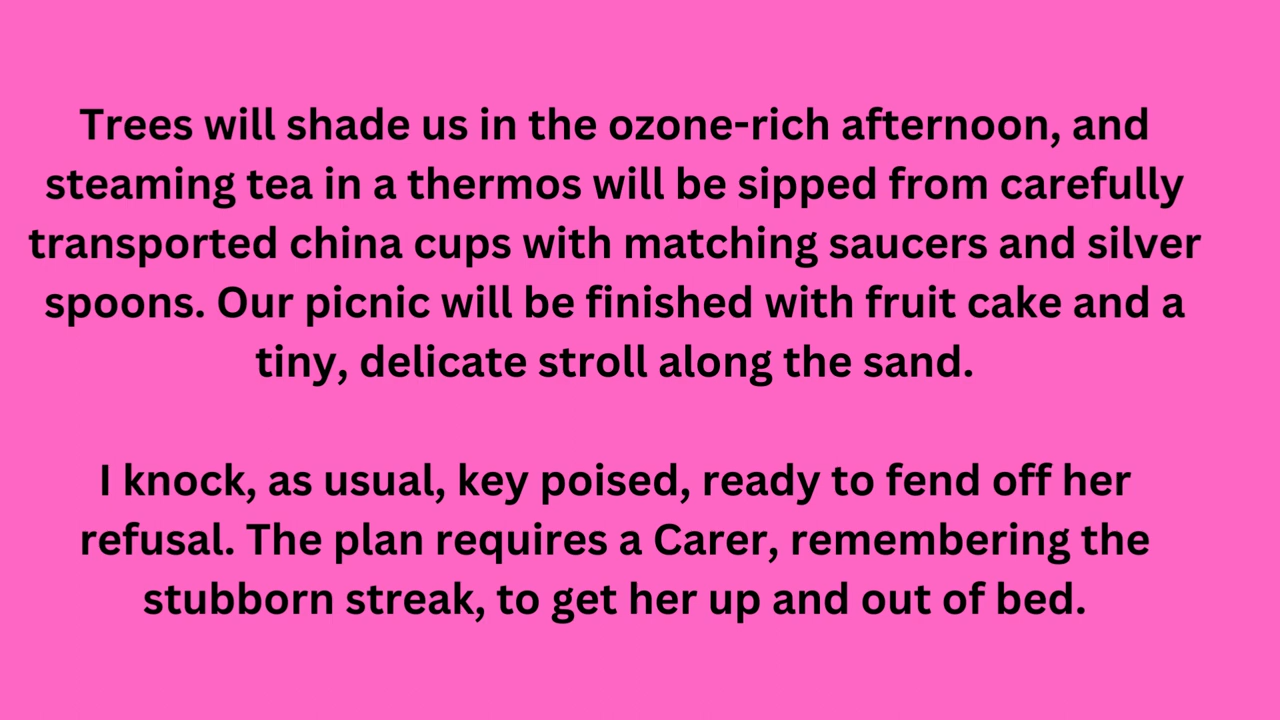 Trees will shade us in the ozone-rich afternoon, and
steaming tea in a thermos will be sipped from carefully
transported china cups with matching saucers and silver
spoons. Our picnic will be finished with fruit cake and a
tiny, delicate stroll along the sand.
I knock, as usual, key poised, ready to fend off her
refusal. The plan requires a Carer, remembering the
stubborn streak, to get her up and out of bed.